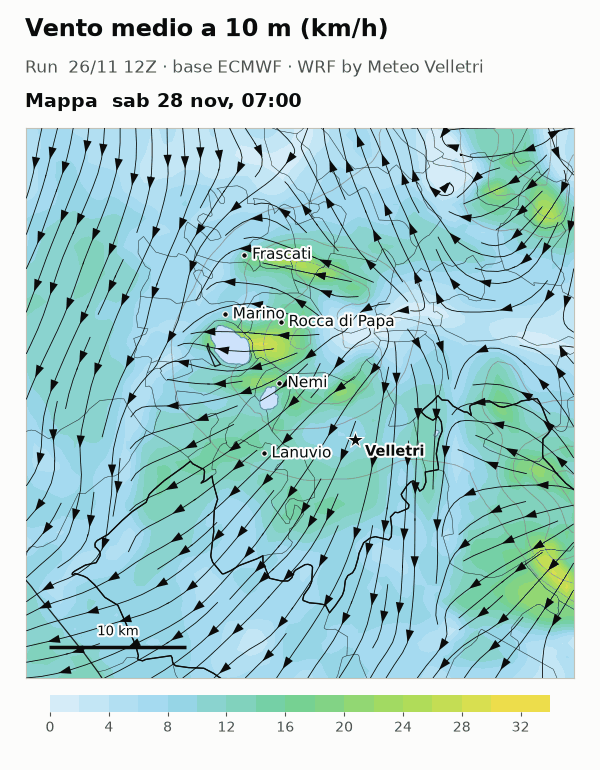 Vento medio a 10 m (km/h)
Run  26/11 12Z · base ECMWF · WRF by Meteo Velletri
Mappa  sab 28 nov, 07:00
Frascati
Marino
Rocca di Papa
Nemi
Velletri
Lanuvio
10 km
0 4 8 12 16 20 24 28 32